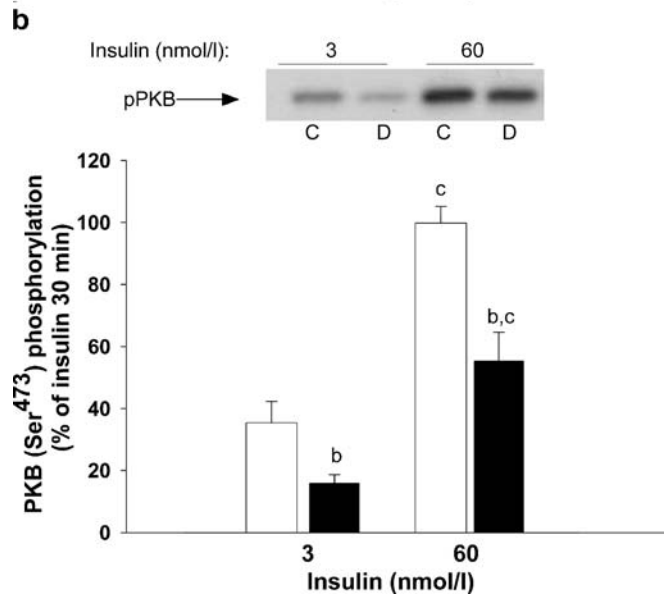 b
Insulin (nmol/l): 3 60
pPKB
C D C D
PKB (Ser473) phosphorylation
(% of insulin 30 min)
120
100
80
60
40
20
0
c
b,c
b
3 60
Insulin (nmol/l)